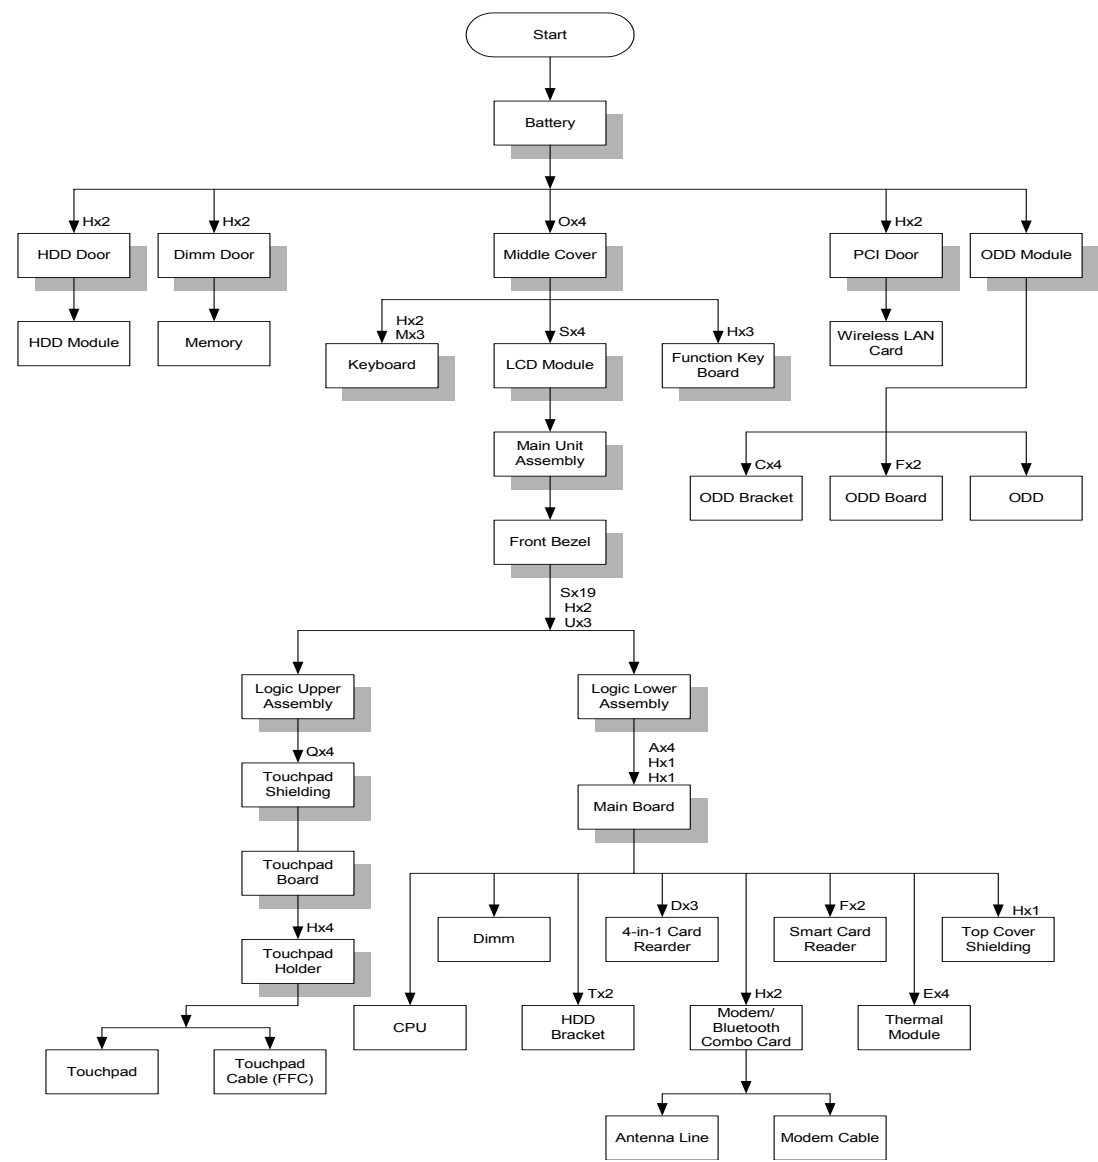 Start
Battery
Hx2
Hx2
Ox4
Hx2
HDD Door
Dimm Door
Middle Cover
PCI Door
ODD Module
Hx2
Mx3
Sx4
Hx3
HDD Module
Memory
Keyboard
LCD Module
Function Key
Board
Wireless LAN
Card
Main Unit
Assembly
Cx4
Fx2
ODD Bracket
ODD Board
ODD
Front Bezel
Sx19
Hx2
Ux3
Logic Upper
Assembly
Logic Lower
Assembly
Qx4
Ax4
Hx1
Hx1
Touchpad
Shielding
Main Board
Touchpad
Board
Hx4
Dx3
Fx2
Hx1
Touchpad
Holder
Dimm
4-in-1 Card
Rearder
Smart Card
Reader
Top Cover
Shielding
Tx2
Hx2
Ex4
CPU
HDD
Bracket
Modem/
Bluetooth
Combo Card
Thermal
Module
Touchpad
Touchpad
Cable (FFC)
Antenna Line
Modem Cable